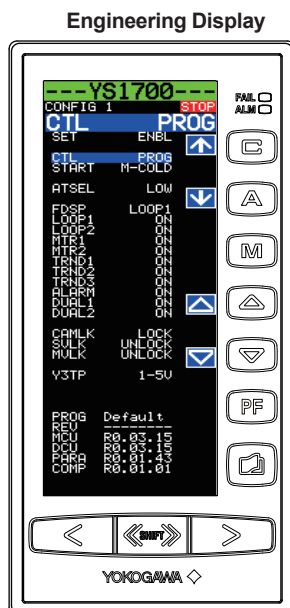 Engineering Display
---YS1700---
CONFIG 1 STOP
CTL PROG
SET ENBL
CTL PROG
START M-COLD
ATSEL LOW
FDSP LOOP1
LOOP1 ON
LOOP2 ON
MTR1 ON
MTR2 ON
TRND1 ON
TRND2 ON
TRND3 ON
ALARM ON
DUAL1 ON
DUAL2 ON
CAMLK LOCK
SVLK UNLOCK
MVLK UNLOCK
Y3TP 1-5V
PROG Default
REV --------
MCU R0.03.15
DCU R0.03.15
PARA R0.01.43
COMP R0.01.01
FAIL
ALM
C
A
M
PF
SHIFT
YOKOGAWA